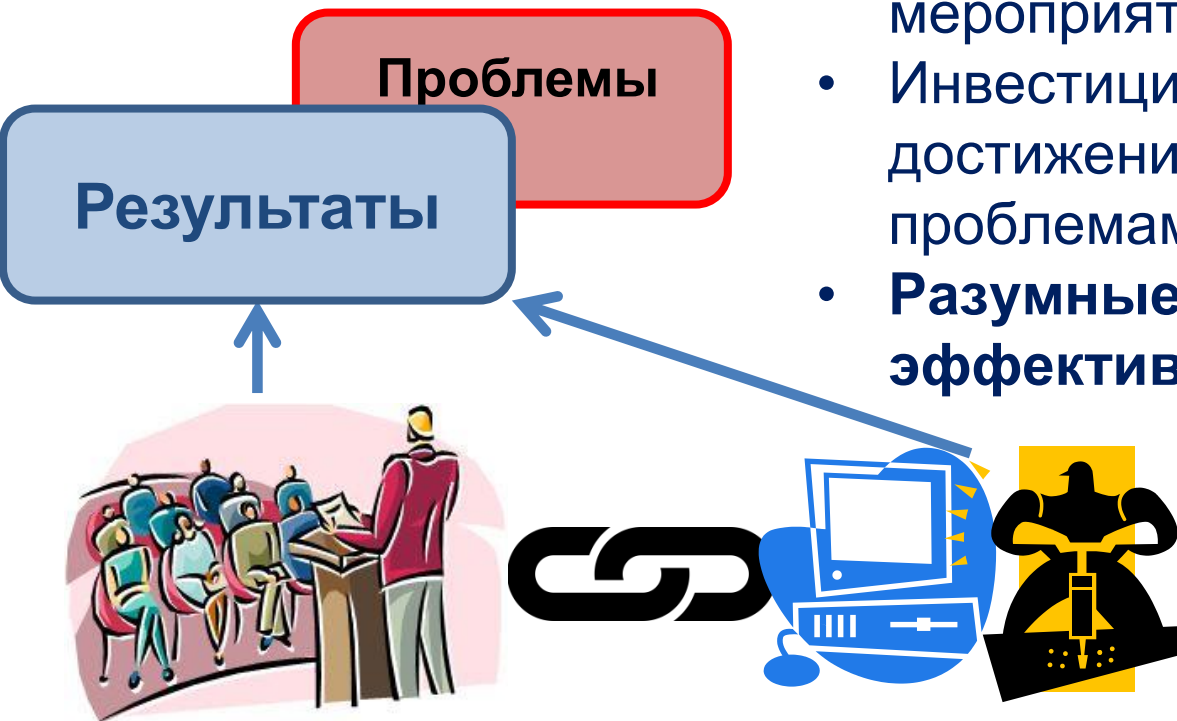 Проблемы
Результаты
мероприят
• Инвестици
достижени
проблемам
• Разумные
эффектив